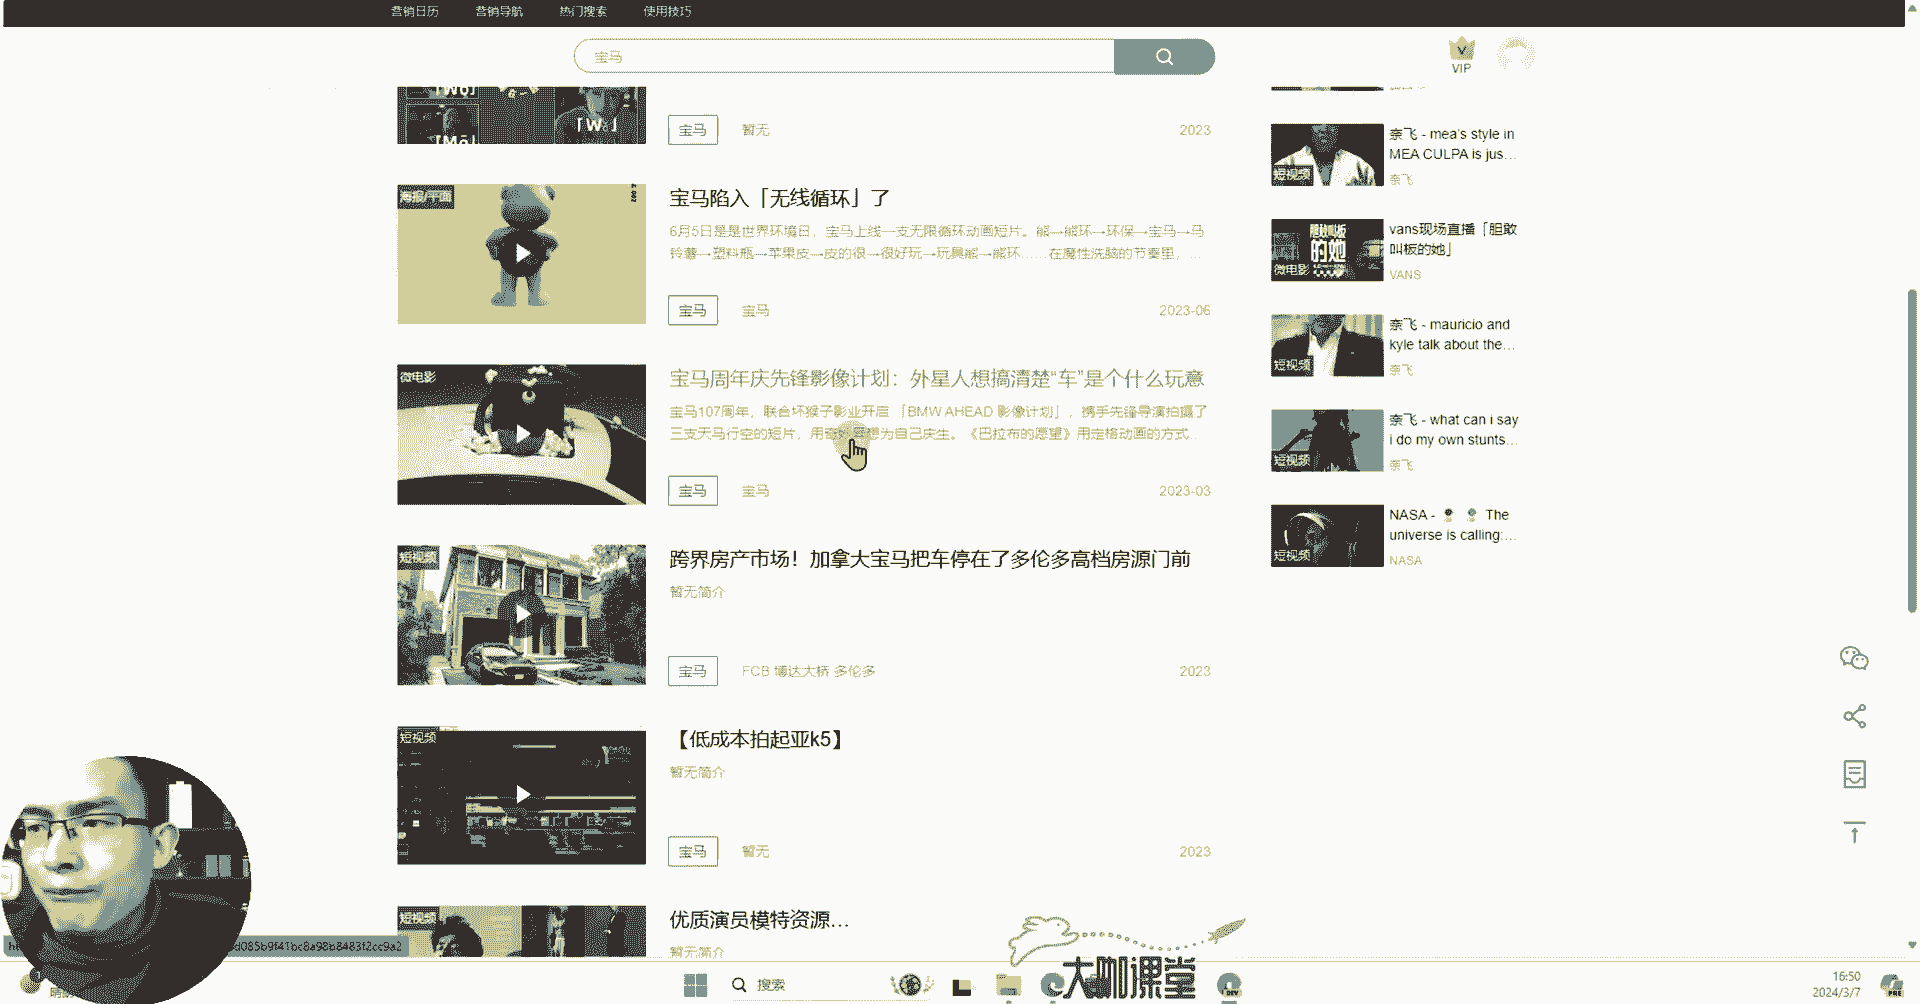 营销日历 营销导航 热门搜索 使用技巧
宝马
VIP
宝马 暂无 2023
海报/平面
宝马陷入「无线循环」了
6月5日是是世界环境日，宝马上线一支无限循环动画短片。熊→熊环→环保→宝马→马
铃薯→塑料瓶→苹果皮→皮的很→很好玩→玩具熊→熊环……在魔性洗脑的节奏里，...
宝马 宝马 2023-06
微电影
宝马周年庆先锋影像计划：外星人想搞清楚“车”是个什么玩意
宝马107周年，联合坏猴子影业开启「BMW AHEAD 影像计划」，携手先锋导演拍摄了
三支天马行空的短片，用奇妙幻想为自己庆生。《巴拉布的愿望》用定格动画的方式...
宝马 宝马 2023-03
短视频
跨界房产市场！加拿大宝马把车停在了多伦多高档房源门前
暂无简介
宝马 FCB 博达大桥 多伦多 2023
短视频
【低成本拍起亚k5】
暂无简介
宝马 暂无 2023
短视频
优质演员模特资源...
暂无简介
短视频
奈飞 - mea's style in
MEA CULPA is jus...
奈飞
微电影
vans现场直播「胆敢
叫板的她」
VANS
短视频
奈飞 - mauricio and
kyle talk about the...
奈飞
短视频
奈飞 - what can i say
i do my own stunts...
奈飞
短视频
NASA - The
universe is calling:...
NASA
d085b9f41bc8a98b8483f2cc9a2
搜索
大咖课堂
DEV
16:50
2024/3/7
PRE